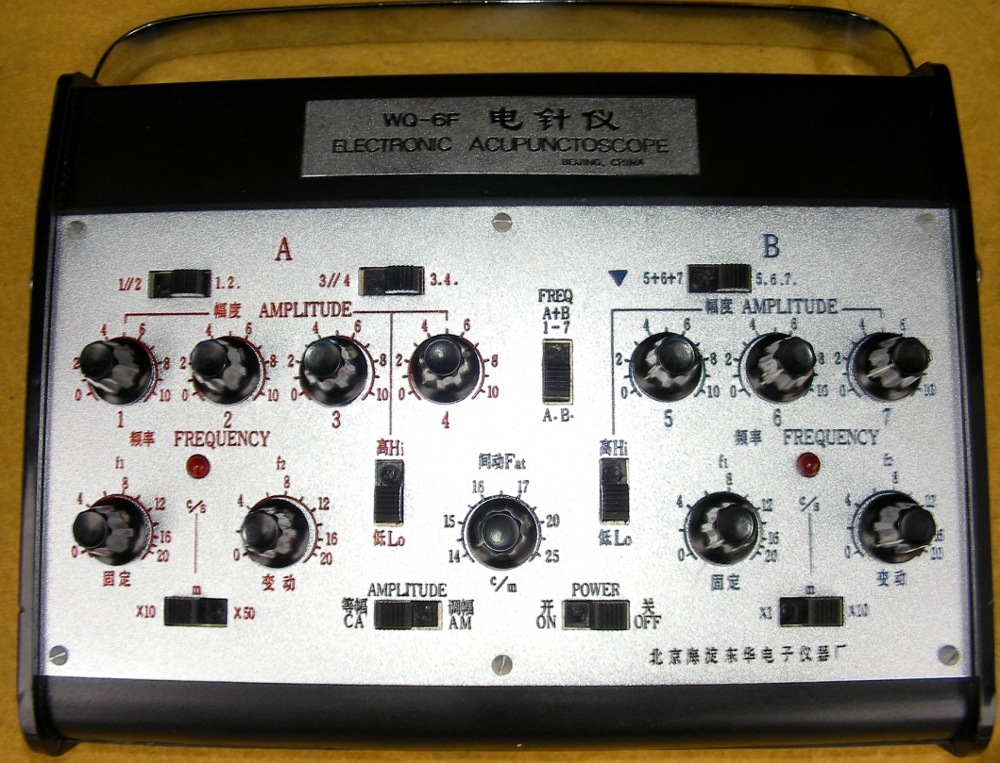 WQ-6F 电针仪
ELECTRONIC ACUPUNCTOSCOPE
BEIJING, CHINA
A
B
1//2 1.2.
3//4 3.4.
5+6+7 5.6.7.
幅度 AMPLITUDE
FREQ
A+B
1-7
A.B.
幅度 AMPLITUDE
0 2 4 6 8 10
1
0 2 4 6 8 10
2
0 2 4 6 8 10
3
0 2 4 6 8 10
4
0 2 4 6 8 10
5
0 2 4 6 8 10
6
0 2 4 6 8 10
7
频率 FREQUENCY
高Hi
低Lo
间动Fat
14 15 16 17 20 25
c/m
高Hi
低Lo
频率 FREQUENCY
f1
0 4 8 12 16 20
固定
c/s
m
f2
0 4 8 12 16 20
变动
f1
0 4 8 12 16 20
固定
c/s
m
f2
0 4 8 12 16 20
变动
X10 X50
AMPLITUDE
等幅 调幅
CA AM
POWER
开 关
ON OFF
X1 X10
北京海淀东华电子仪器厂